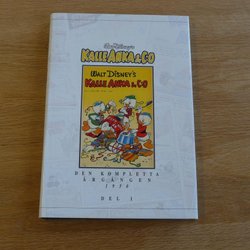 Walt Disney's
KALLE ANKA & C:O
WALT DISNEY'S
KALLE ANKA & C:O
DEN KOMPLETTA
ÅRGÅNGEN
1950
DEL 1